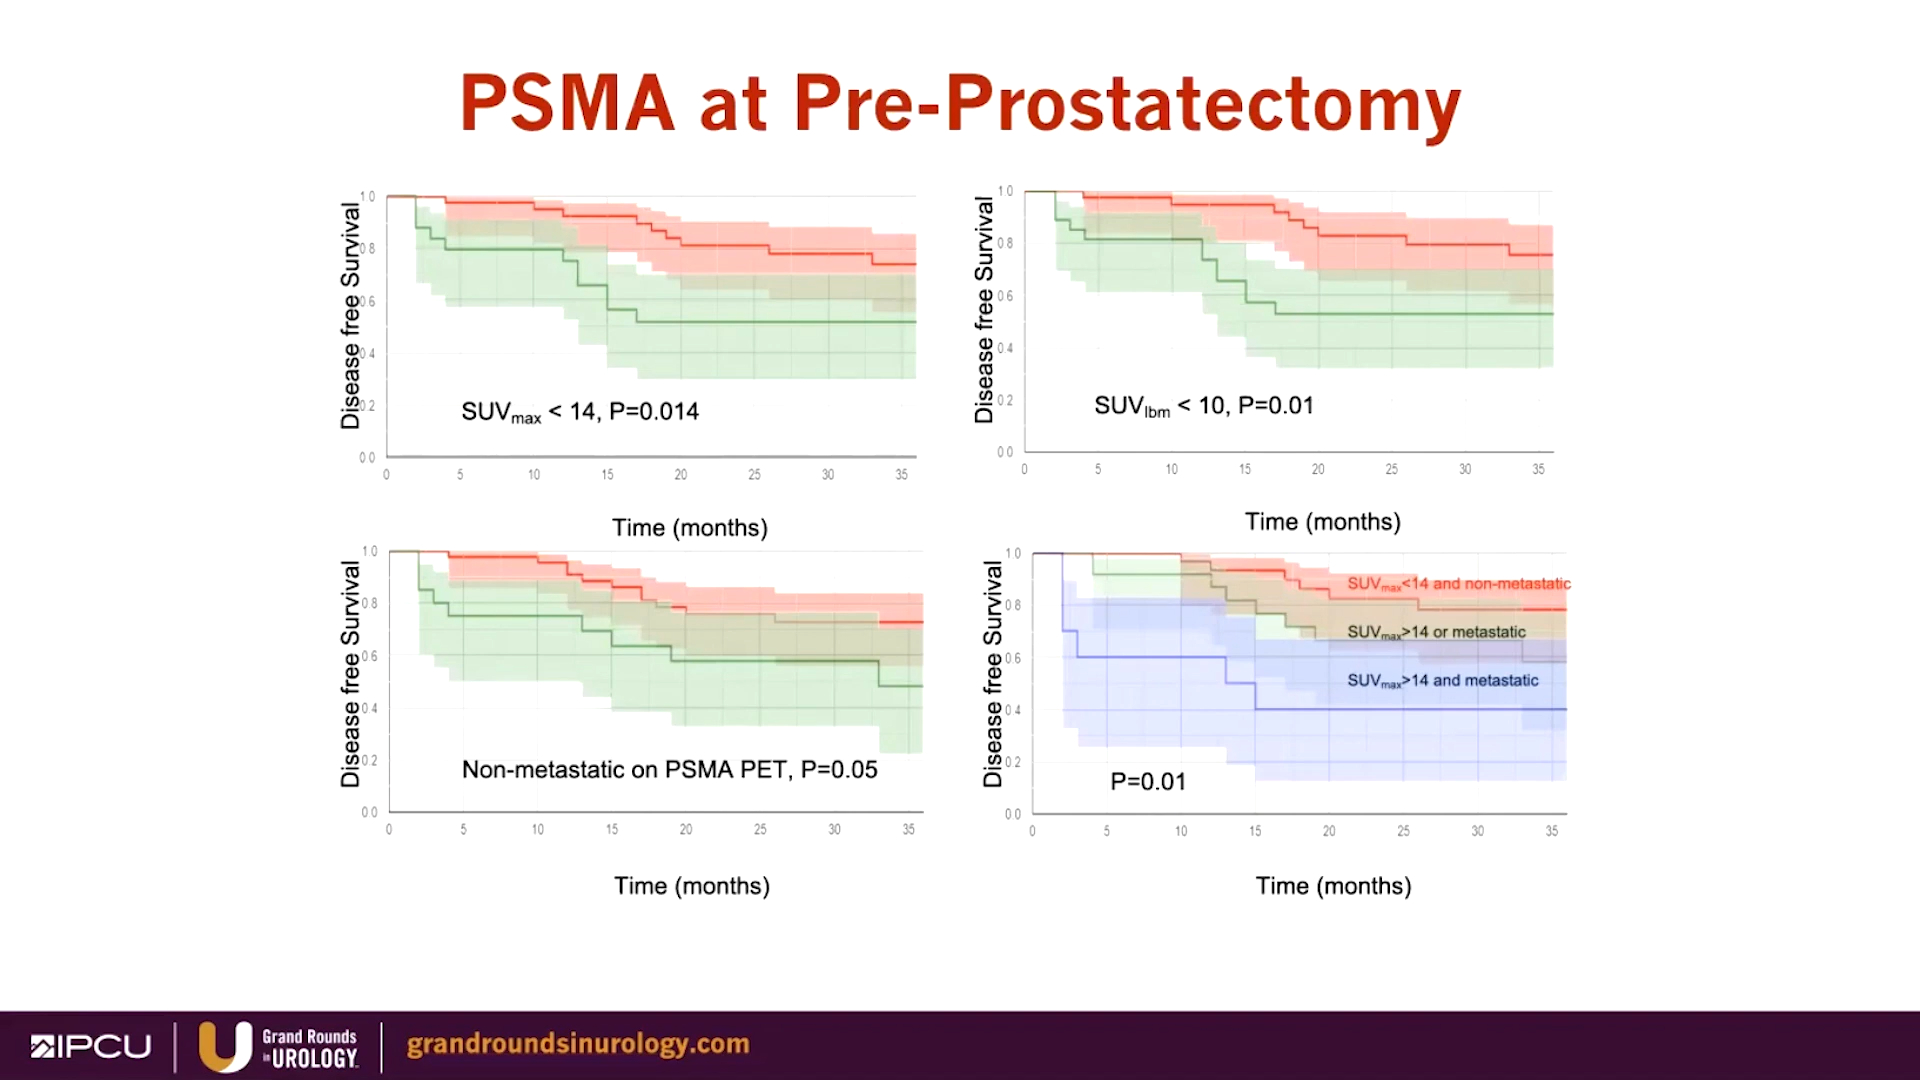 PSMA at Pre-Prostatectomy
Disease free Survival
1.0
0.8
0.6
0.4
0.2
0.0
0 5 10 15 20 25 30 35
SUVmax < 14, P=0.014
Time (months)
Disease free Survival
1.0
0.8
0.6
0.4
0.2
0.0
0 5 10 15 20 25 30 35
SUVlbm < 10, P=0.01
Time (months)
Disease free Survival
1.0
0.8
0.6
0.4
0.2
0.0
0 5 10 15 20 25 30 35
Non-metastatic on PSMA PET, P=0.05
Time (months)
Disease free Survival
1.0
0.8
0.6
0.4
0.2
0.0
0 5 10 15 20 25 30 35
SUVmax<14 and non-metastatic
SUVmax>14 or metastatic
SUVmax>14 and metastatic
P=0.01
Time (months)
IPCU
Grand Rounds
in UROLOGY
grandroundsinurology.com